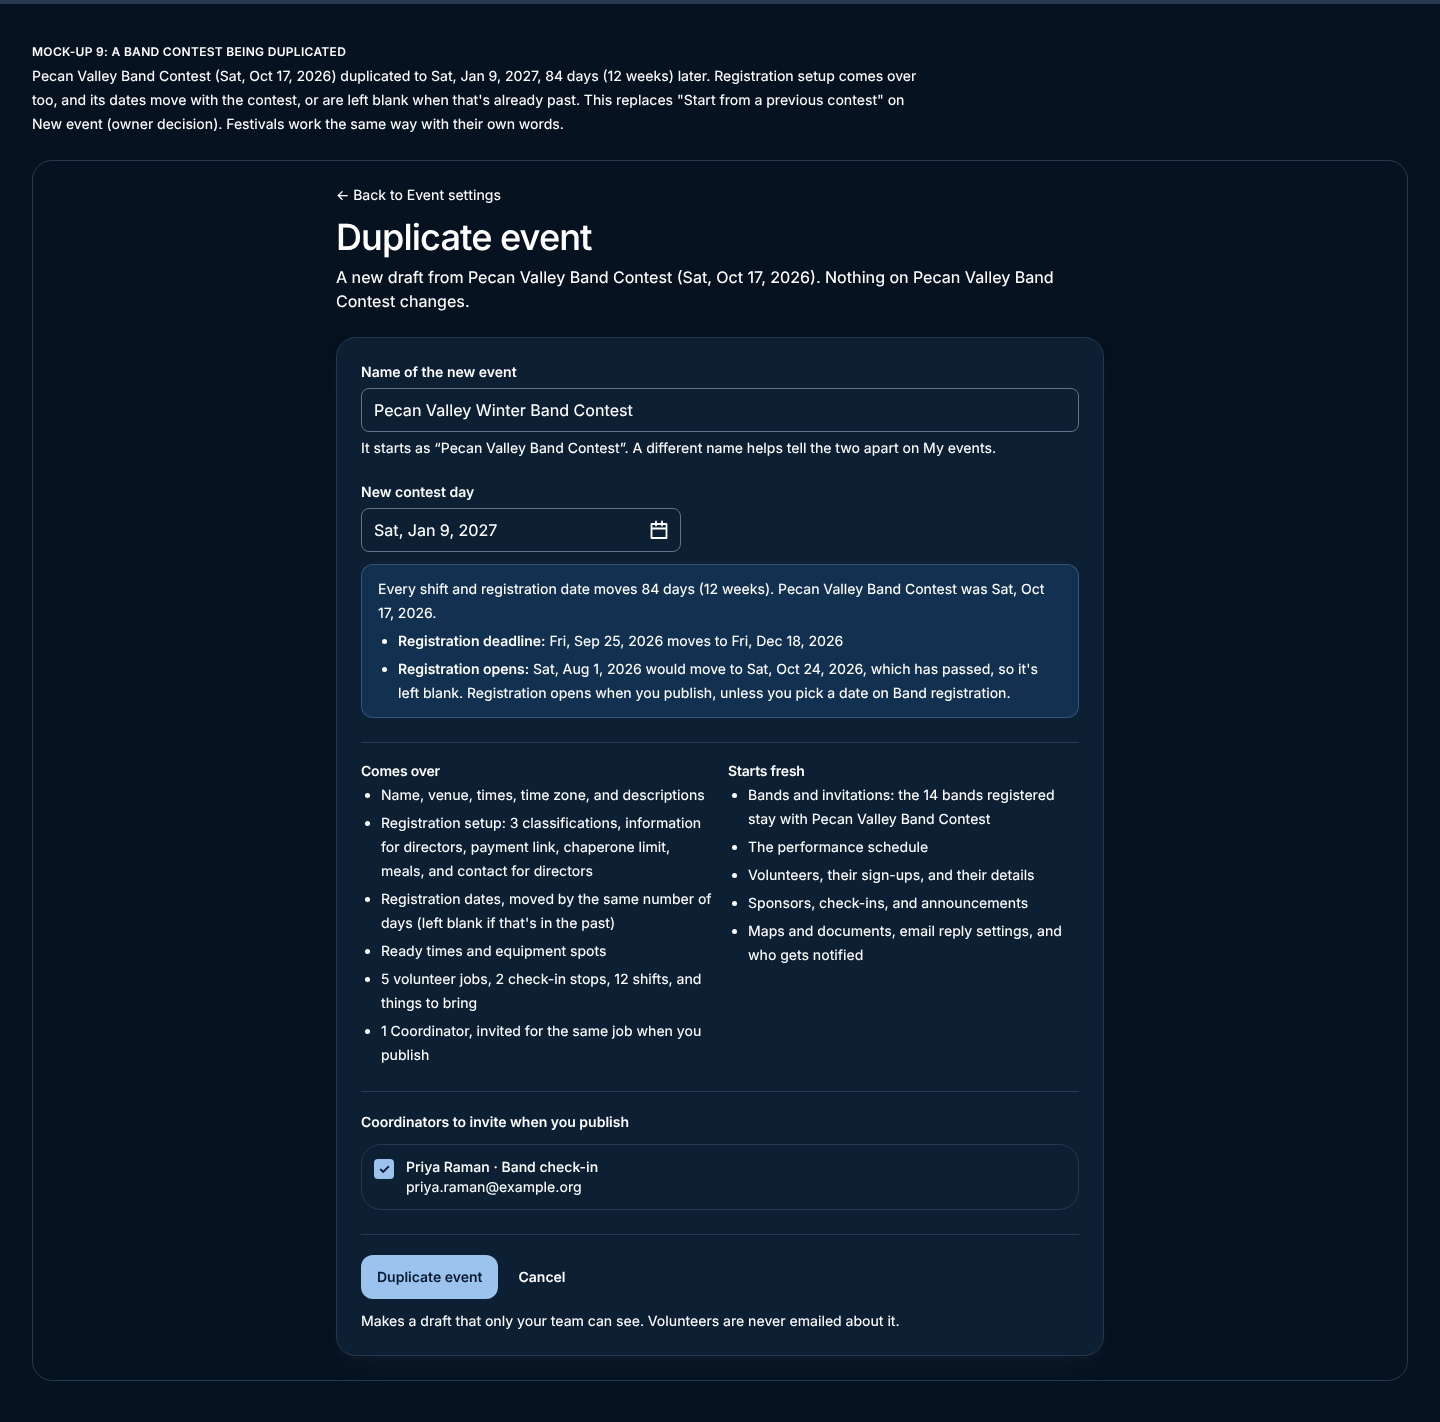 MOCK-UP 9: A BAND CONTEST BEING DUPLICATED
Pecan Valley Band Contest (Sat, Oct 17, 2026) duplicated to Sat, Jan 9, 2027, 84 days (12 weeks) later. Registration setup comes over
too, and its dates move with the contest, or are left blank when that's already past. This replaces "Start from a previous contest" on
New event (owner decision). Festivals work the same way with their own words.
← Back to Event settings
Duplicate event
A new draft from Pecan Valley Band Contest (Sat, Oct 17, 2026). Nothing on Pecan Valley Band
Contest changes.
Name of the new event
Pecan Valley Winter Band Contest
It starts as “Pecan Valley Band Contest”. A different name helps tell the two apart on My events.
New contest day
Sat, Jan 9, 2027
Every shift and registration date moves 84 days (12 weeks). Pecan Valley Band Contest was Sat, Oct
17, 2026.
• Registration deadline: Fri, Sep 25, 2026 moves to Fri, Dec 18, 2026
• Registration opens: Sat, Aug 1, 2026 would move to Sat, Oct 24, 2026, which has passed, so it's
left blank. Registration opens when you publish, unless you pick a date on Band registration.
Comes over
• Name, venue, times, time zone, and descriptions
• Registration setup: 3 classifications, information
for directors, payment link, chaperone limit,
meals, and contact for directors
• Registration dates, moved by the same number of
days (left blank if that's in the past)
• Ready times and equipment spots
• 5 volunteer jobs, 2 check-in stops, 12 shifts, and
things to bring
• 1 Coordinator, invited for the same job when you
publish
Starts fresh
• Bands and invitations: the 14 bands registered
stay with Pecan Valley Band Contest
• The performance schedule
• Volunteers, their sign-ups, and their details
• Sponsors, check-ins, and announcements
• Maps and documents, email reply settings, and
who gets notified
Coordinators to invite when you publish
Priya Raman · Band check-in
priya.raman@example.org
Duplicate event
Cancel
Makes a draft that only your team can see. Volunteers are never emailed about it.